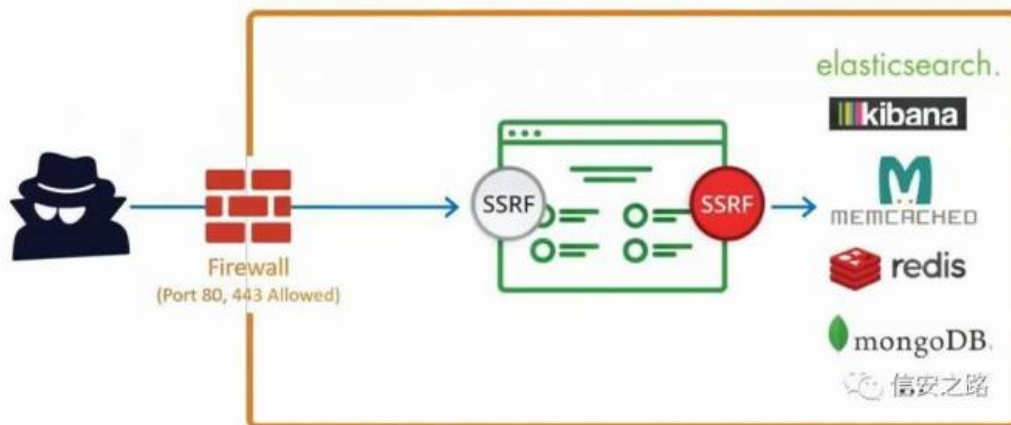 elasticsearch.
kibana
MEMCACHED
SSRF
SSRF
redis
Firewall
(Port 80, 443 Allowed)
mongoDB.
信安之路